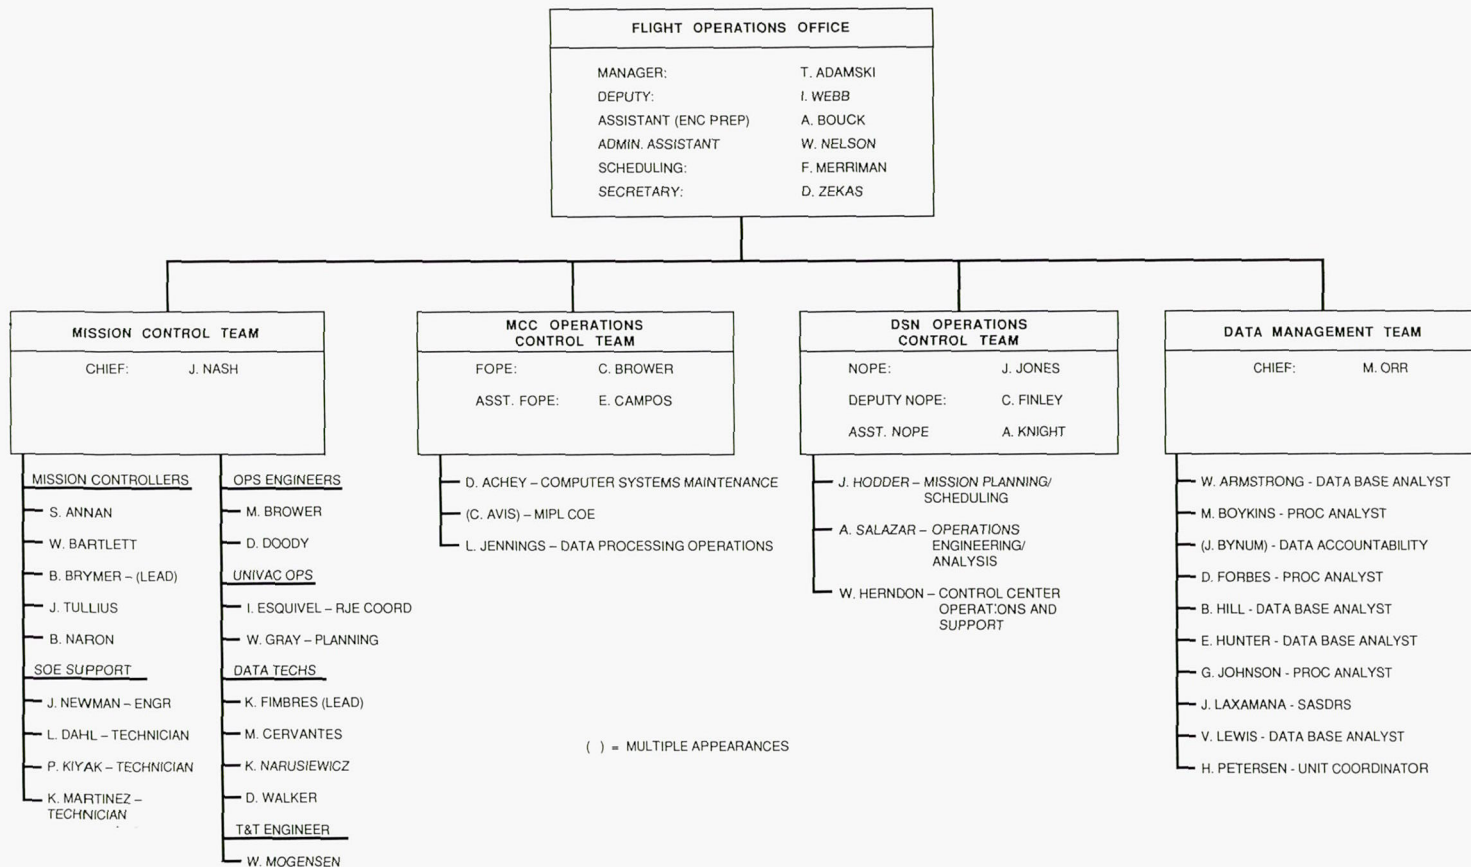 FLIGHT OPERATIONS OFFICE
MANAGER: T. ADAMSKI
DEPUTY: I. WEBB
ASSISTANT (ENC PREP) A. BOUCK
ADMIN. ASSISTANT W. NELSON
SCHEDULING: F. MERRIMAN
SECRETARY: D. ZEKAS
MISSION CONTROL TEAM
CHIEF: J. NASH
MISSION CONTROLLERS
S. ANNAN
W. BARTLETT
B. BRYMER – (LEAD)
J. TULLIUS
B. NARON
SOE SUPPORT
J. NEWMAN – ENGR
L. DAHL – TECHNICIAN
P. KIYAK – TECHNICIAN
K. MARTINEZ –
TECHNICIAN
OPS ENGINEERS
M. BROWER
D. DOODY
UNIVAC OPS
I. ESQUIVEL – RJE COORD
W. GRAY – PLANNING
DATA TECHS
K. FIMBRES (LEAD)
M. CERVANTES
K. NARUSIEWICZ
D. WALKER
T&T ENGINEER
W. MOGENSEN
MCC OPERATIONS
CONTROL TEAM
FOPE: C. BROWER
ASST. FOPE: E. CAMPOS
D. ACHEY – COMPUTER SYSTEMS MAINTENANCE
(C. AVIS) – MIPL COE
L. JENNINGS – DATA PROCESSING OPERATIONS
( ) = MULTIPLE APPEARANCES
DSN OPERATIONS
CONTROL TEAM
NOPE: J. JONES
DEPUTY NOPE: C. FINLEY
ASST. NOPE A. KNIGHT
J. HODDER – MISSION PLANNING/
SCHEDULING
A. SALAZAR – OPERATIONS
ENGINEERING/
ANALYSIS
W. HERNDON – CONTROL CENTER
OPERATIONS AND
SUPPORT
DATA MANAGEMENT TEAM
CHIEF: M. ORR
W. ARMSTRONG - DATA BASE ANALYST
M. BOYKINS - PROC ANALYST
(J. BYNUM) - DATA ACCOUNTABILITY
D. FORBES - PROC ANALYST
B. HILL - DATA BASE ANALYST
E. HUNTER - DATA BASE ANALYST
G. JOHNSON - PROC ANALYST
J. LAXAMANA - SASDRS
V. LEWIS - DATA BASE ANALYST
H. PETERSEN - UNIT COORDINATOR